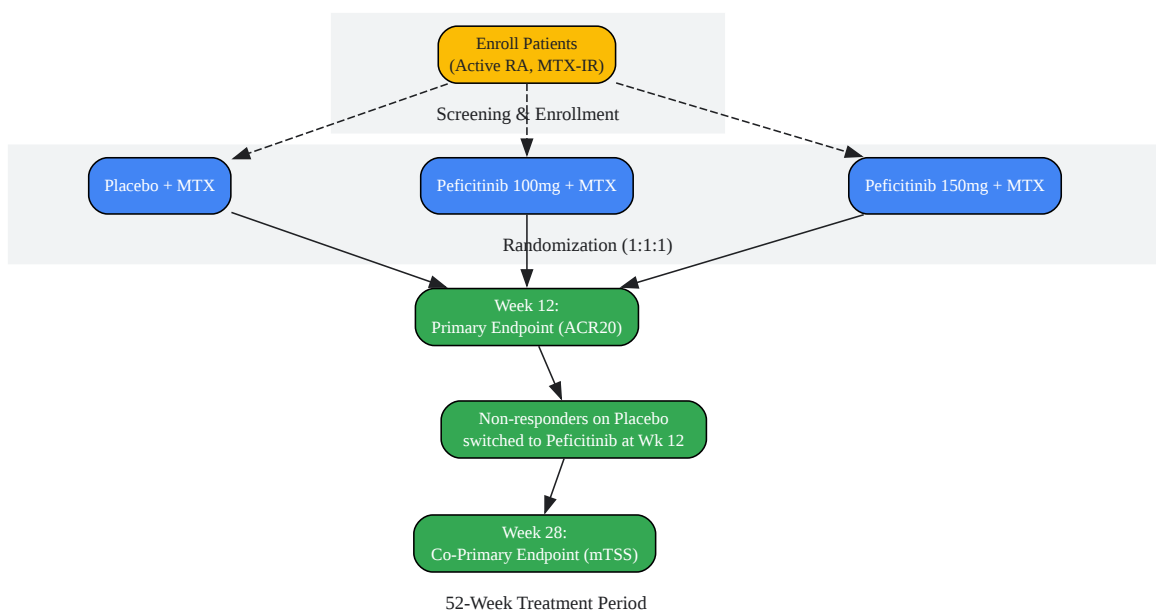 Enroll Patients
(Active RA, MTX-IR)
Screening & Enrollment
Placebo + MTX
Peficitinib 100mg + MTX
Peficitinib 150mg + MTX
Randomization (1:1:1)
Week 12:
Primary Endpoint (ACR20)
Non-responders on Placebo
switched to Peficitinib at Wk 12
Week 28:
Co-Primary Endpoint (mTSS)
52-Week Treatment Period